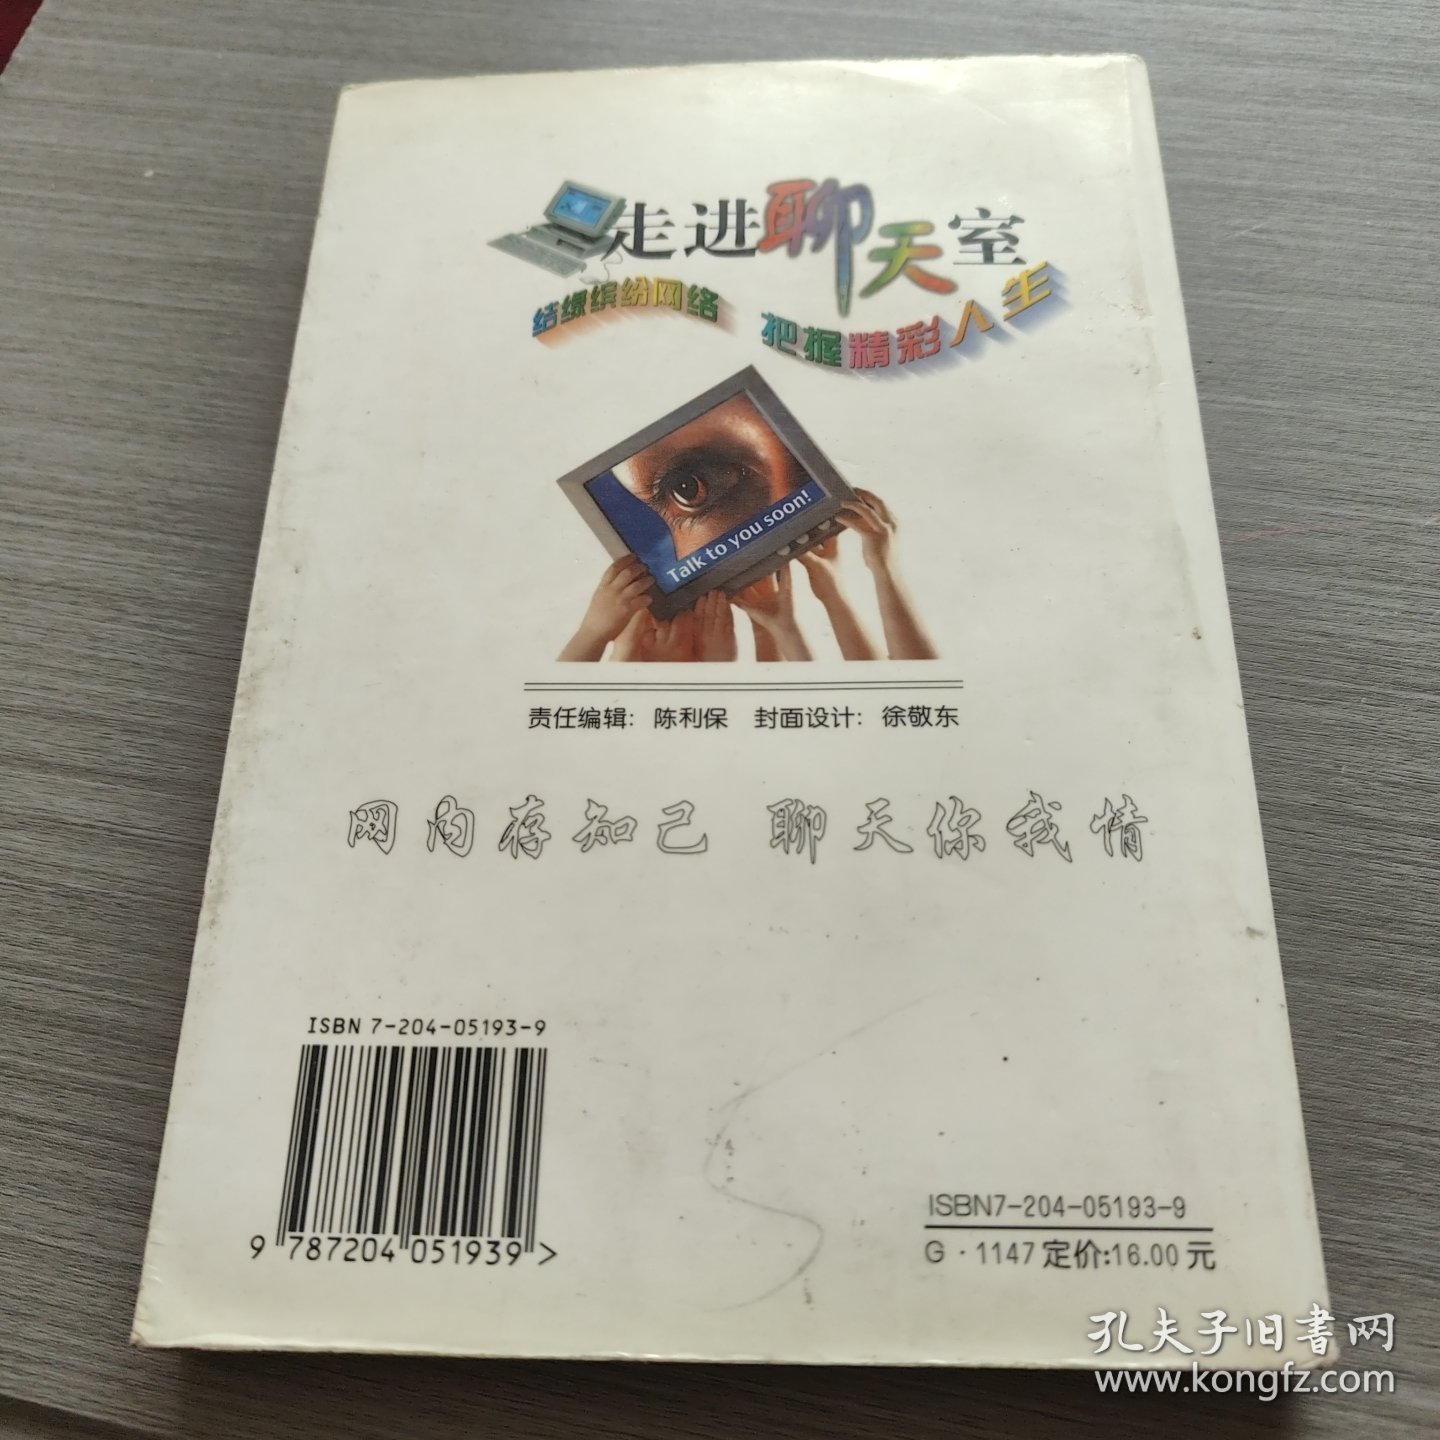 走进聊天室
结缘缤纷网络 把握精彩人生
Talk to you soon!
责任编辑：陈利保 封面设计：徐敬东
网内存知己 聊天你我情
ISBN 7-204-05193-9
9 787204 051939 >
ISBN7-204-05193-9
G·1147 定价:16.00元
孔夫子旧书网
www.kongfz.com